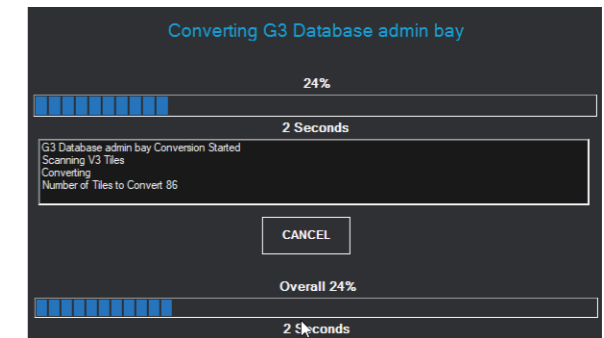 Converting G3 Database admin bay
24%
2 Seconds
G3 Database admin bay Conversion Started
Scanning V3 Tiles
Converting
Number of Tiles to Convert 86
CANCEL
Overall 24%
2 Seconds